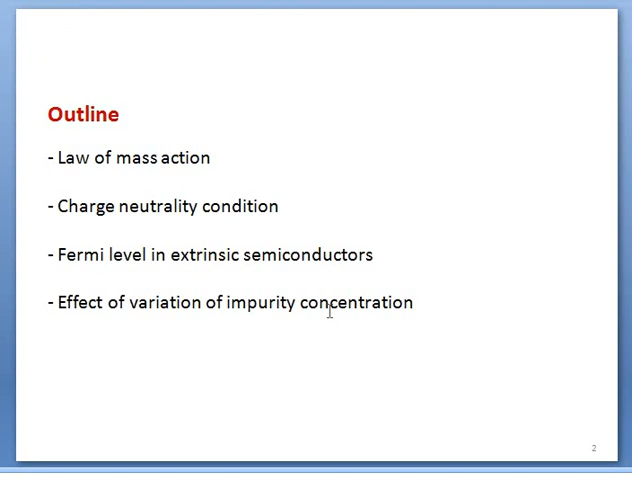 Outline
- Law of mass action
- Charge neutrality condition
- Fermi level in extrinsic semiconductors
- Effect of variation of impurity concentration
2